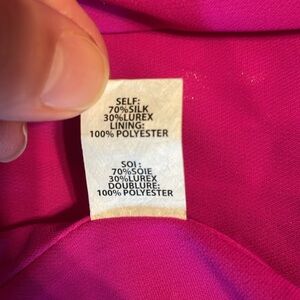 SELF:
70%SILK
30%LUREX
LINING:
100% POLYESTER
SOI :
70%SOIE
30%LUREX
DOUBLURE:
100% POLYESTER